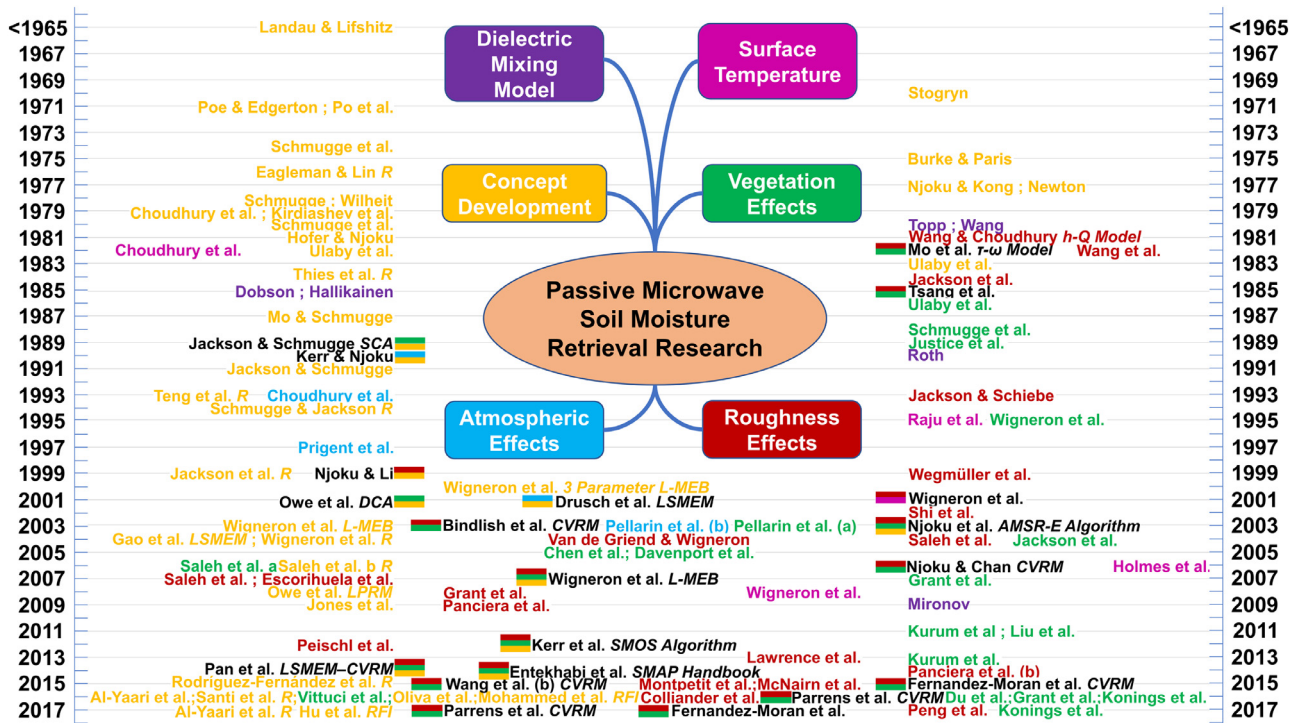 <1965 Landau & Lifshitz <1965
Dielectric
Mixing
Model
Surface
Temperature
1967 1967
1969 1969
Stogryn
Poe & Edgerton ; Po et al.
1971 1971
1973 1973
Schmugge et al.
1975 Burke & Paris 1975
Eagleman & Lin R
Concept
Development
Vegetation
Effects
1977 Njoku & Kong ; Newton 1977
Schmugge ; Wilheit
1979 Choudhury et al. ; Kirdiashev et al. 1979
Schmugge et al. Topp ; Wang
1981 Hofer & Njoku Wang & Choudhury h-Q Model 1981
Choudhury et al. Ulaby et al. Mo et al. τ-ω Model Wang et al.
1983 Ulaby et al. 1983
Thies et al. R Jackson et al.
1985 Dobson ; Hallikainen Tsang et al. 1985
Ulaby et al.
Passive Microwave
Soil Moisture
Retrieval Research
1987 Mo & Schmugge 1987
Schmugge et al.
1989 Jackson & Schmugge SCA Justice et al. 1989
Kerr & Njoku Roth
1991 Jackson & Schmugge 1991
1993 Teng et al. R Choudhury et al. Jackson & Schiebe 1993
Schmugge & Jackson R
Atmospheric
Effects
Roughness
Effects
1995 Raju et al. Wigneron et al. 1995
1997 Prigent et al. 1997
1999 Jackson et al. R Njoku & Li Wegmüller et al. 1999
Wigneron et al. 3 Parameter L-MEB
2001 Owe et al. DCA Drusch et al. LSMEM Wigneron et al. 2001
Shi et al.
2003 Wigneron et al. L-MEB Bindlish et al. CVRM Pellarin et al. (b) Pellarin et al. (a) Njoku et al. AMSR-E Algorithm 2003
Gao et al. LSMEM ; Wigneron et al. R Van de Griend & Wigneron Saleh et al. Jackson et al.
2005 Chen et al.; Davenport et al. 2005
Saleh et al. a Saleh et al. b R Njoku & Chan CVRM Holmes et al.
2007 Saleh et al. ; Escorihuela et al. Wigneron et al. L-MEB Grant et al. 2007
Owe et al. LPRM Grant et al. Wigneron et al.
2009 Jones et al. Panciera et al. Mironov 2009
2011 Kurum et al ; Liu et al. 2011
Peischl et al. Kerr et al. SMOS Algorithm
2013 Lawrence et al. Kurum et al. 2013
Pan et al. LSMEM–CVRM Entekhabi et al. SMAP Handbook Panciera et al. (b)
2015 Rodriguez-Fernández et al. R Wang et al. (b) CVRM Montpetit et al.;McNairn et al. Fernandez-Moran et al. CVRM 2015
Al-Yaari et al.;Santi et al. R;Vittuci et al.;Oliva et al.;Mohammed et al. RFI Colliander et al. Parrens et al. CVRM Du et al.;Grant et al.;Konings et al.
2017 Al-Yaari et al. R Hu et al. RFI Parrens et al. CVRM Fernandez-Moran et al. Peng et al. Konings et al. 2017